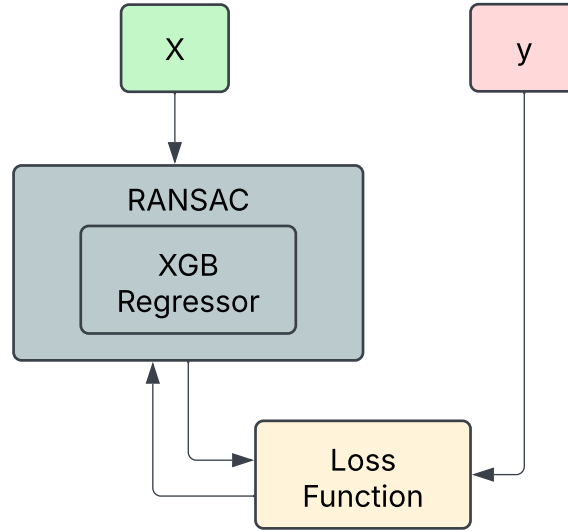 X
y
RANSAC
XGB
Regressor
Loss
Function